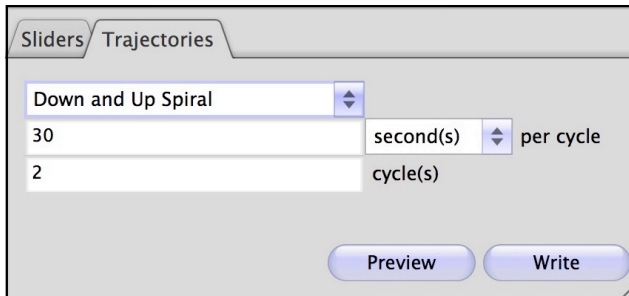 Sliders Trajectories
Down and Up Spiral
30 second(s) per cycle
2 cycle(s)
Preview Write